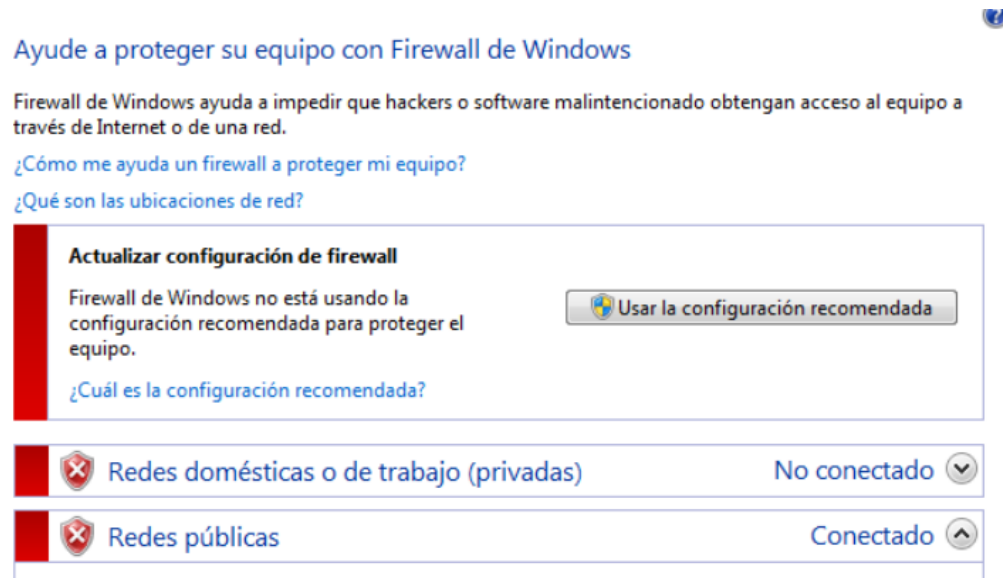 Ayude a proteger su equipo con Firewall de Windows
Firewall de Windows ayuda a impedir que hackers o software malintencionado obtengan acceso al equipo a
través de Internet o de una red.
¿Cómo me ayuda un firewall a proteger mi equipo?
¿Qué son las ubicaciones de red?
Actualizar configuración de firewall
Firewall de Windows no está usando la
configuración recomendada para proteger el
equipo.
Usar la configuración recomendada
¿Cuál es la configuración recomendada?
Redes domésticas o de trabajo (privadas) No conectado
Redes públicas Conectado